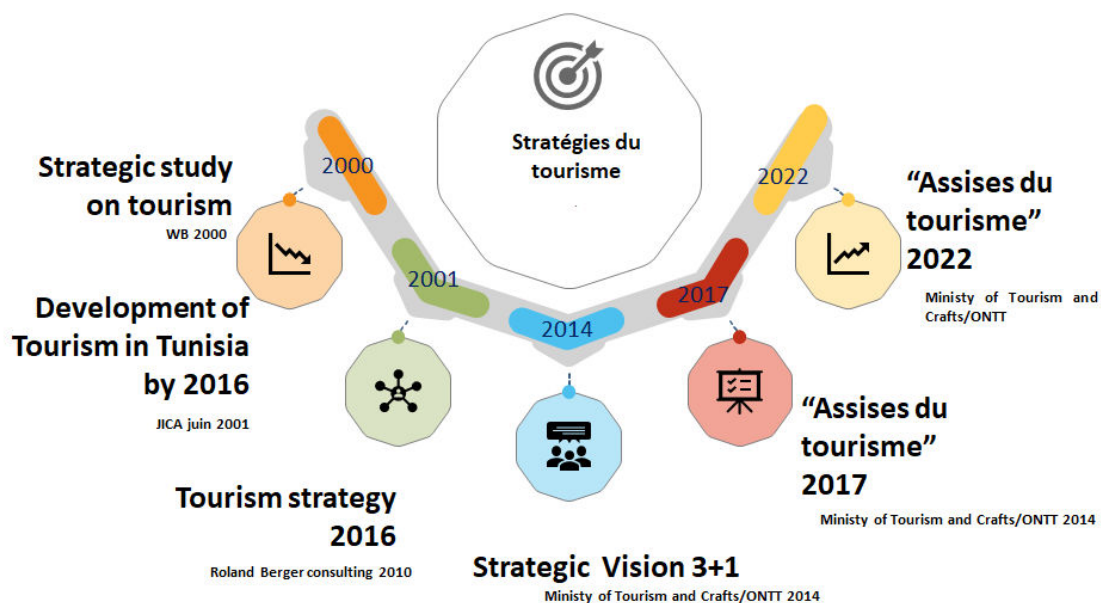 Stratégies du
tourisme
2000
2001
2014
2017
2022
Strategic study
on tourism
WB 2000
Development of
Tourism in Tunisia
by 2016
JICA juin 2001
Tourism strategy
2016
Roland Berger consulting 2010
Strategic Vision 3+1
Ministy of Tourism and Crafts/ONTT 2014
“Assises du
tourisme”
2017
Ministy of Tourism and Crafts/ONTT 2014
“Assises du
tourisme”
2022
Ministy of Tourism and
Crafts/ONTT